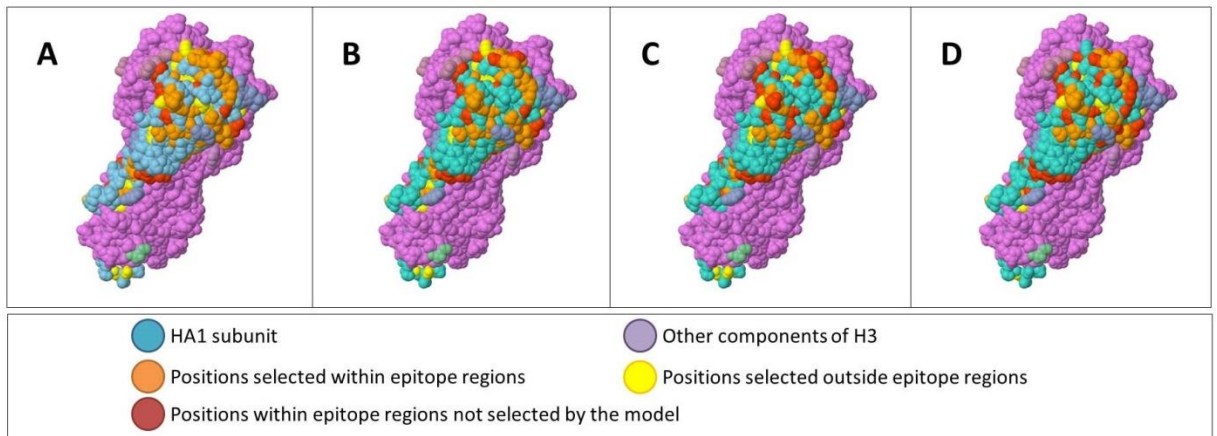 A
B
C
D
HA1 subunit
Other components of H3
Positions selected within epitope regions
Positions selected outside epitope regions
Positions within epitope regions not selected by the model